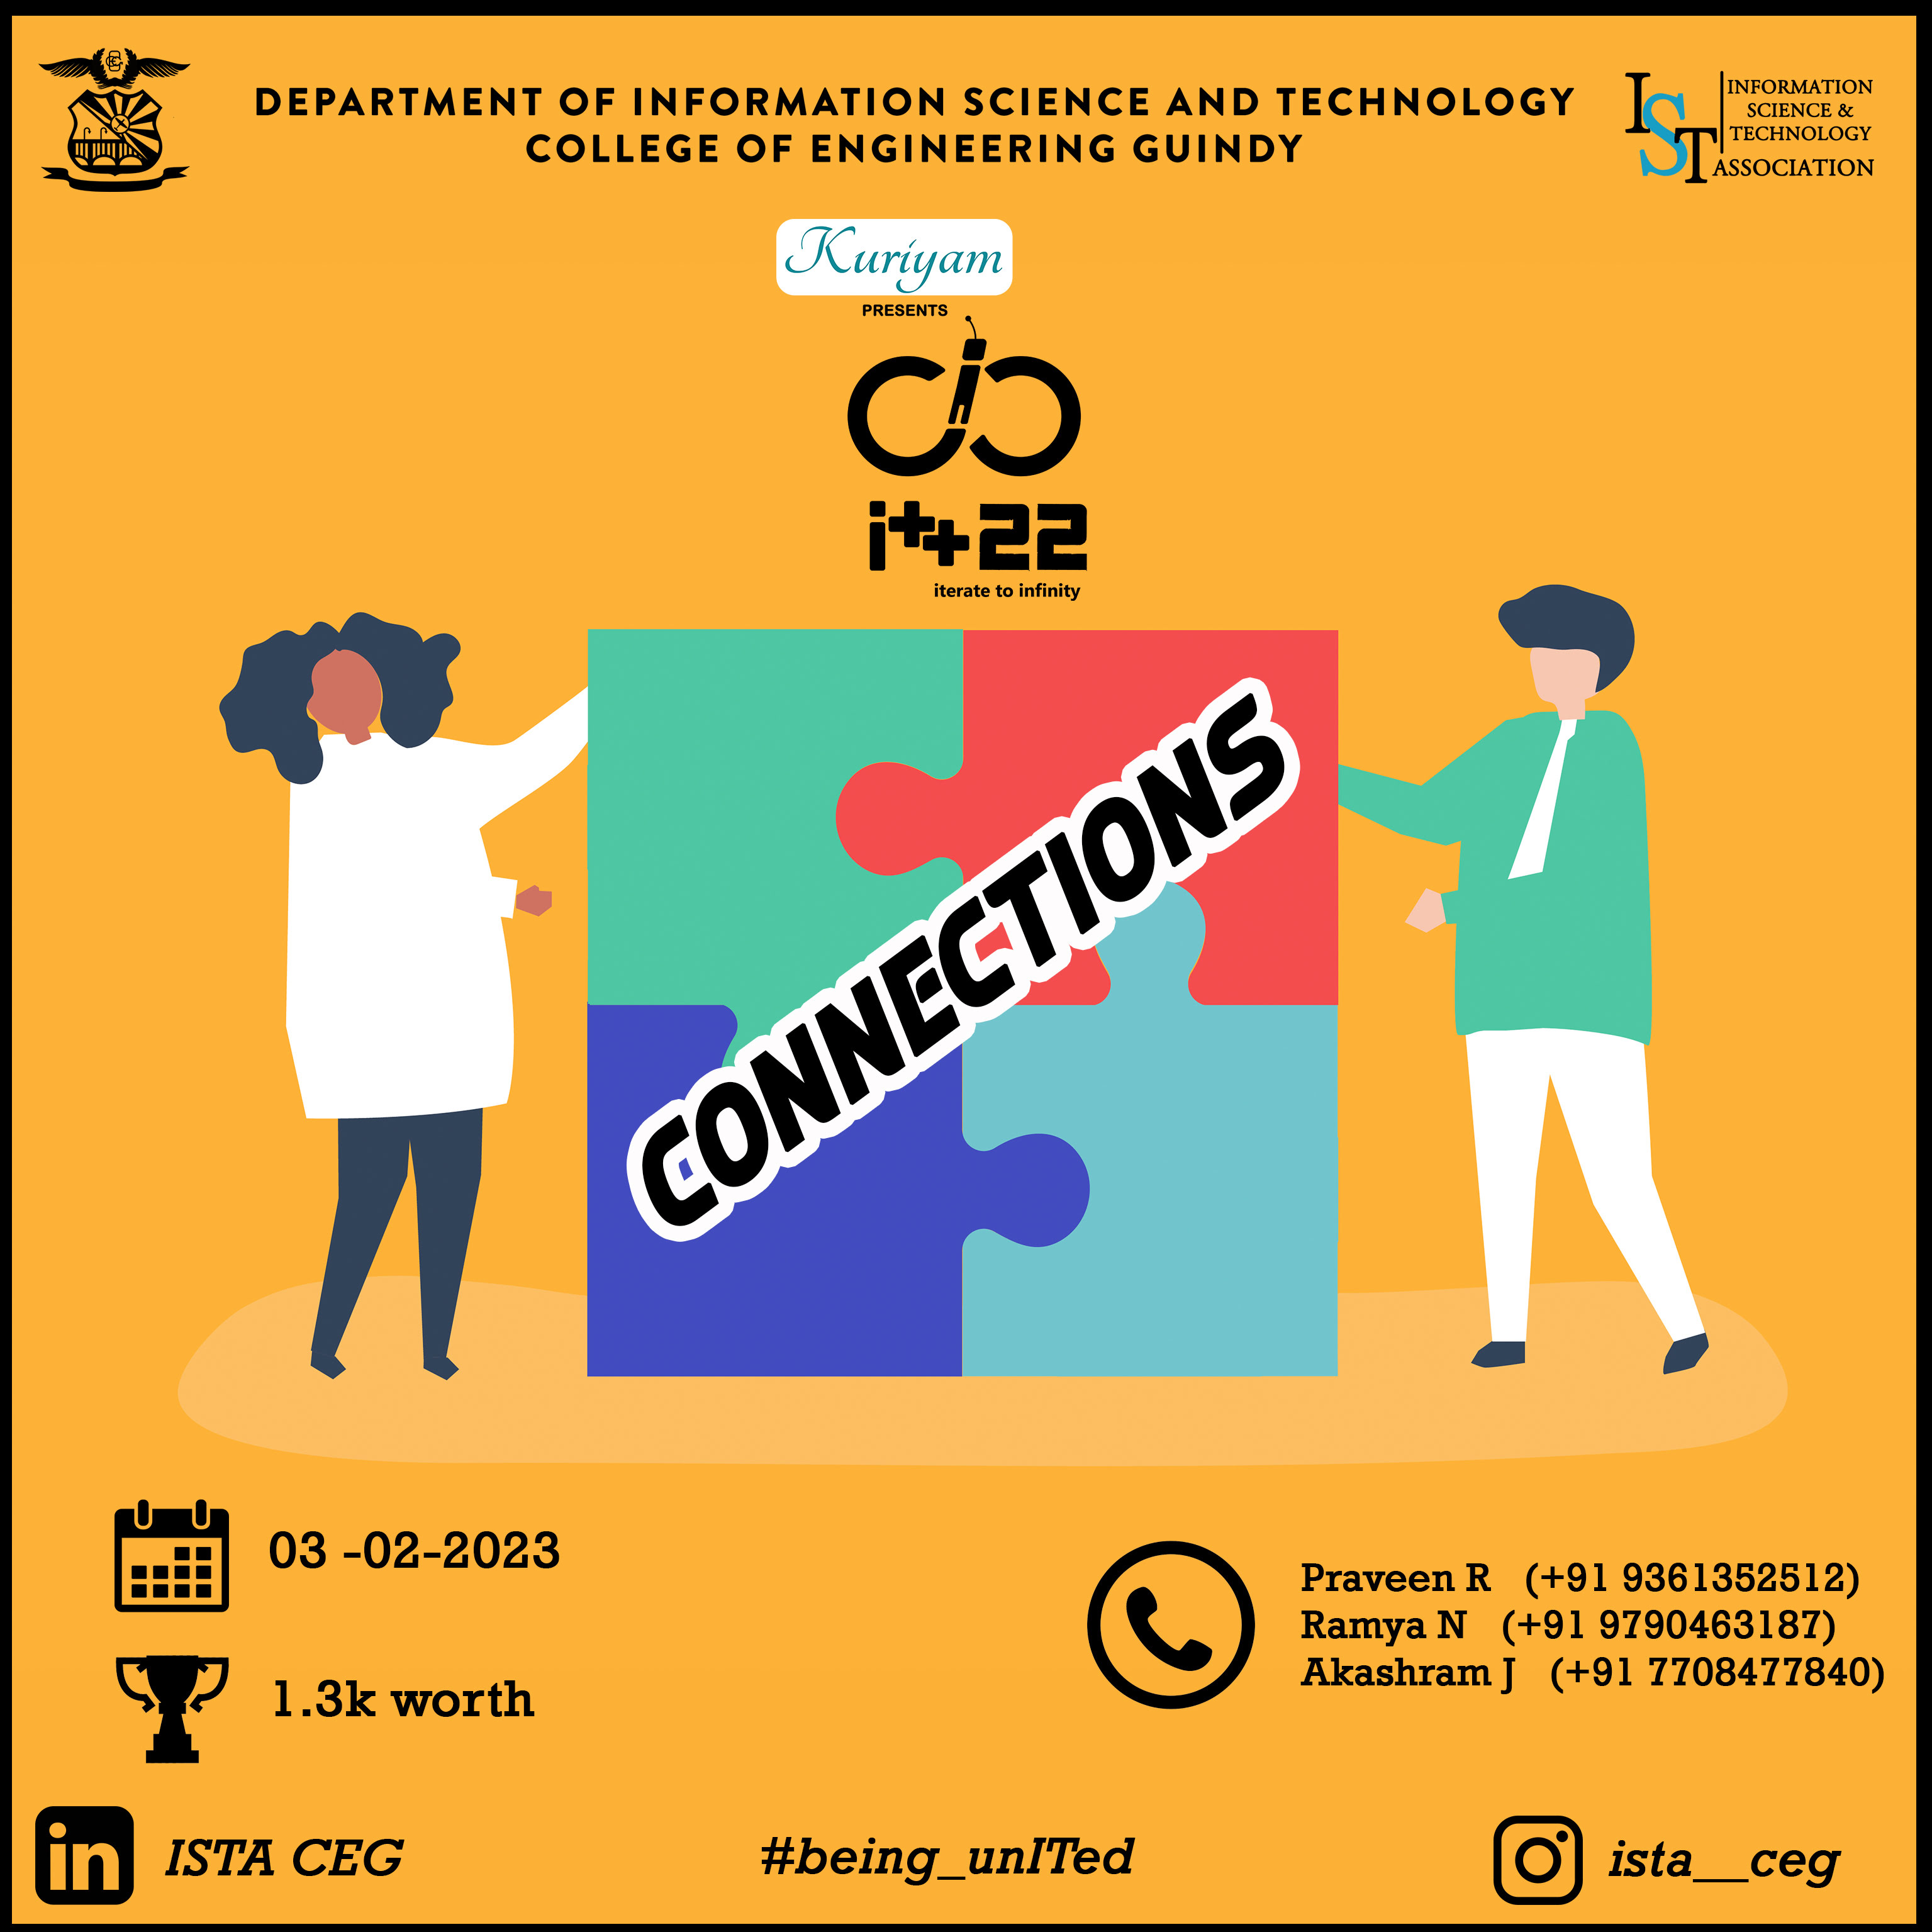 DEPARTMENT OF INFORMATION SCIENCE AND TECHNOLOGY
COLLEGE OF ENGINEERING GUINDY
IST
INFORMATION
SCIENCE &
TECHNOLOGY
ASSOCIATION
Kuriyam
PRESENTS
i++22
iterate to infinity
CONNECTIONS
03 -02-2023
1.3k worth
Praveen R (+91 9361352512)
Ramya N (+91 9790463187)
Akashram J (+91 7708477840)
in
ISTA CEG
#being_unITed
ista__ceg